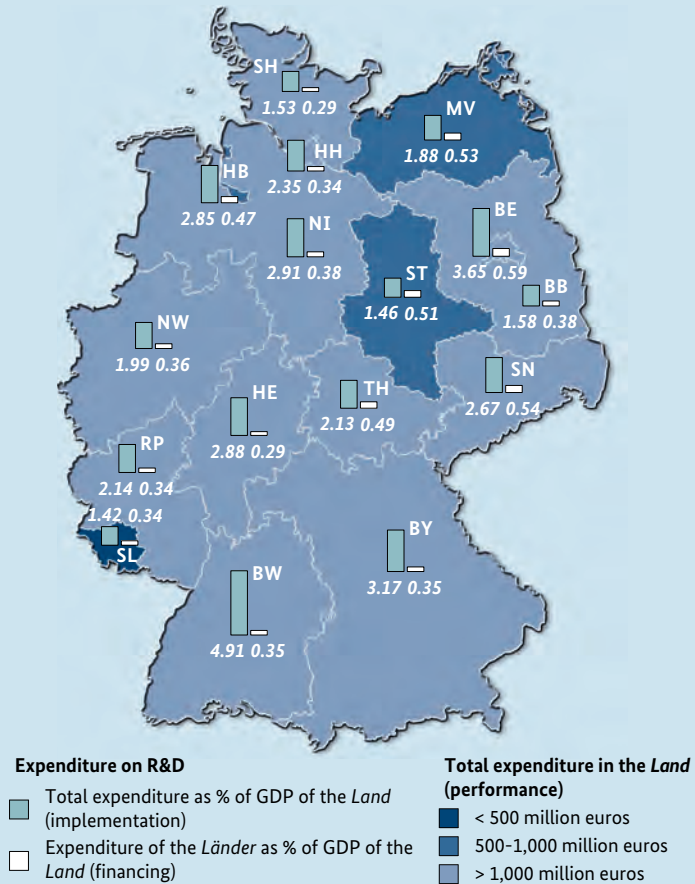 SH
1.53 0.29
MV
1.88 0.53
HH
2.35 0.34
HB
2.85 0.47
BE
3.65 0.59
NI
2.91 0.38
ST
1.46 0.51
BB
1.58 0.38
NW
1.99 0.36
SN
2.67 0.54
TH
2.13 0.49
HE
2.88 0.29
RP
2.14 0.34
1.42 0.34
SL
BY
3.17 0.35
BW
4.91 0.35
Expenditure on R&D
Total expenditure as % of GDP of the Land
(implementation)
Expenditure of the Länder as % of GDP of the
Land (financing)
Total expenditure in the Land
(performance)
< 500 million euros
500-1,000 million euros
> 1,000 million euros